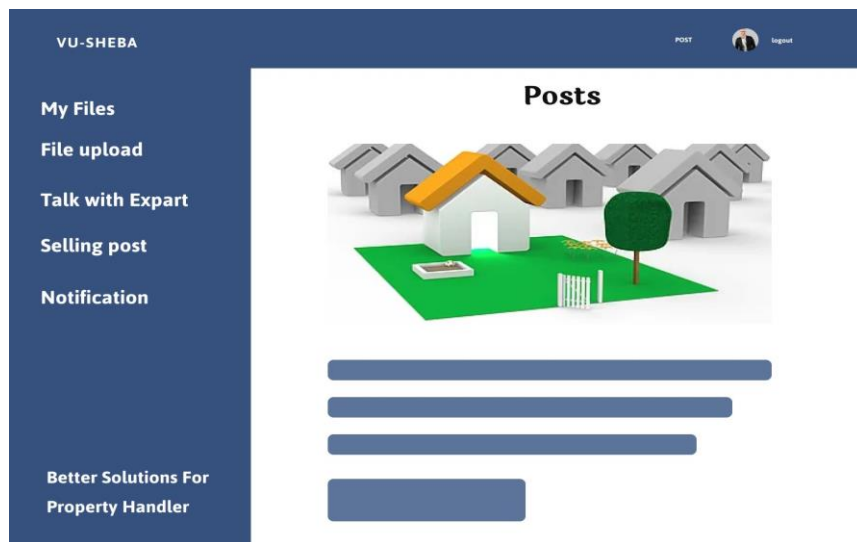 VU-SHEBA
POST
logout
My Files
File upload
Talk with Expart
Selling post
Notification
Better Solutions For
Property Handler
Posts